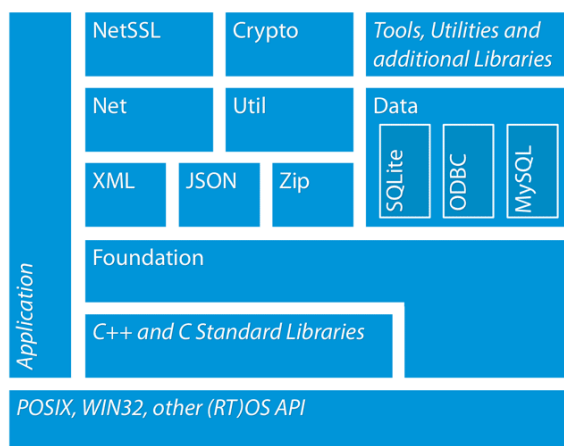 NetSSL
Crypto
Tools, Utilities and
additional Libraries
Net
Util
Data
SQLite
ODBC
MySQL
XML
JSON
Zip
Foundation
Application
C++ and C Standard Libraries
POSIX, WIN32, other (RT)OS API